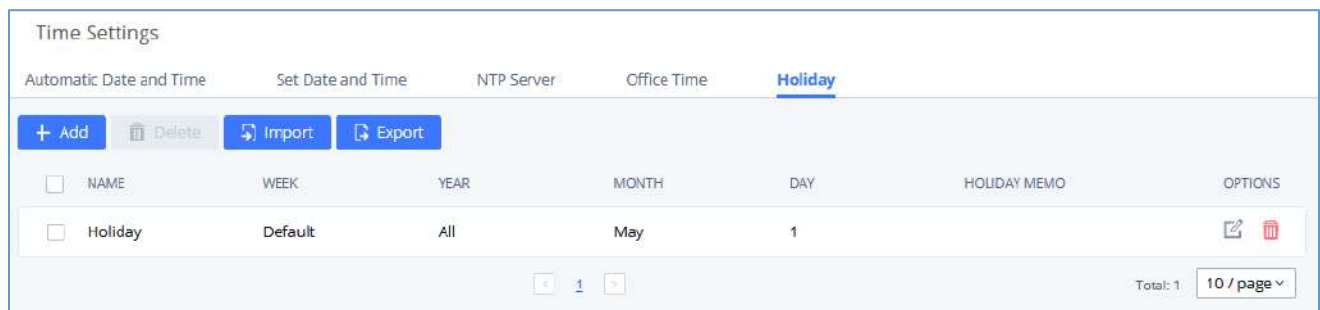 Time Settings
Automatic Date and Time Set Date and Time NTP Server Office Time Holiday
+ Add Delete Import Export
NAME WEEK YEAR MONTH DAY HOLIDAY MEMO OPTIONS
Holiday Default All May 1
< 1 > Total: 1 10 / page